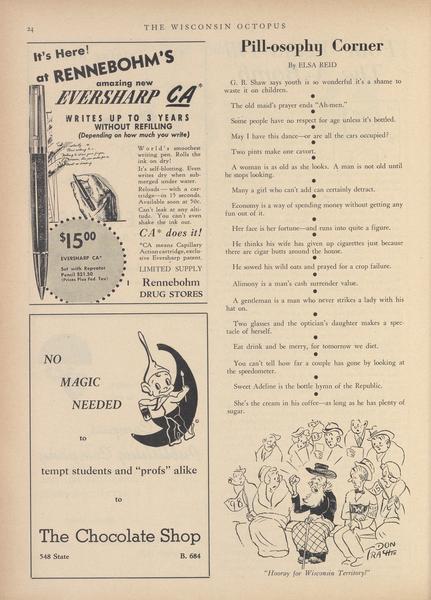 24
THE WISCONSIN OCTOPUS
It's Here!
at RENNEBOHM'S
amazing new
EVERSHARP CA*
WRITES UP TO 3 YEARS
WITHOUT REFILLING
(Depending on how much you write)
World's smoothest
writing pen. Rolls the
ink on dry!
It's self-blotting. Even
writes dry when sub-
merged under water.
Reloads—with a car-
tridge—in 15 seconds.
Available soon at 50c.
Can't leak at any alti-
tude. You can't even
shake the ink out.
CA* does it!
*CA means Capillary
Action cartridge, exclu-
sive Eversharp patent.
LIMITED SUPPLY
Rennebohm
DRUG STORES
$15.00
EVERSHARP CA*
Set with Repeator
Pencil $21.50
(Prices Plus Fed Tax)
NO
MAGIC
NEEDED
to
tempt students and "profs" alike
to
The Chocolate Shop
548 State B. 684
Pill-osophy Corner
By ELSA REID
G. B. Shaw says youth is so wonderful it's a shame to
waste it on children.
The old maid's prayer ends "Ah-men."
Some people have no respect for age unless it's bottled.
May I have this dance—or are all the cars occupied?
Two pints make one cavort.
A woman is as old as she looks. A man is not old until
he stops looking.
Many a girl who can't add can certainly detract.
Economy is a way of spending money without getting any
fun out of it.
Her face is her fortune—and runs into quite a figure.
He thinks his wife has given up cigarettes just because
there are cigar butts around the house.
He sowed his wild oats and prayed for a crop failure.
Alimony is a man's cash surrender value.
A gentleman is a man who never strikes a lady with his
hat on.
Two glasses and the optician's daughter makes a spec-
tacle of herself.
Eat drink and be merry, for tomorrow we diet.
You can't tell how far a couple has gone by looking at
the speedometer.
Sweet Adeline is the bottle hymn of the Republic.
She's the cream in his coffee—as long as he has plenty of
sugar.
DON
TRACHTE
"Hooray for Wisconsin Territory!"